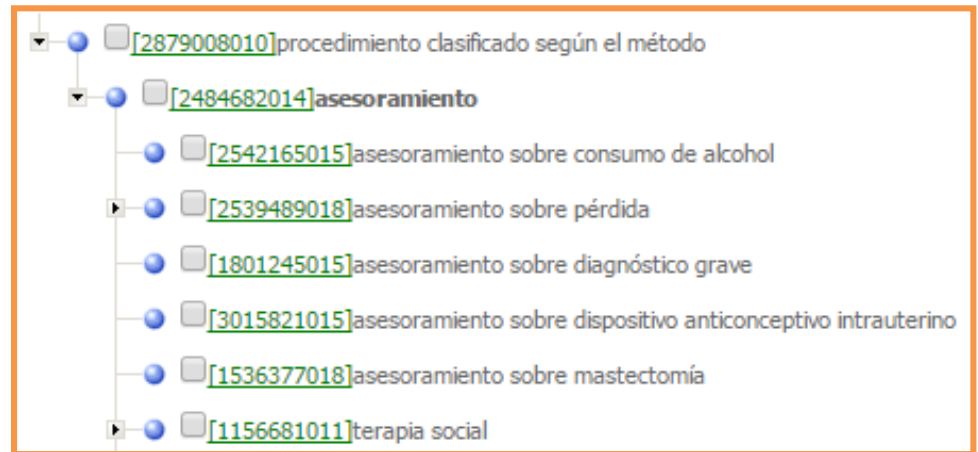 [2879008010]procedimiento clasificado según el método
[2484682014]asesoramiento
[2542165015]asesoramiento sobre consumo de alcohol
[2539489018]asesoramiento sobre pérdida
[1801245015]asesoramiento sobre diagnóstico grave
[3015821015]asesoramiento sobre dispositivo anticonceptivo intrauterino
[1536377018]asesoramiento sobre mastectomía
[1156681011]terapia social